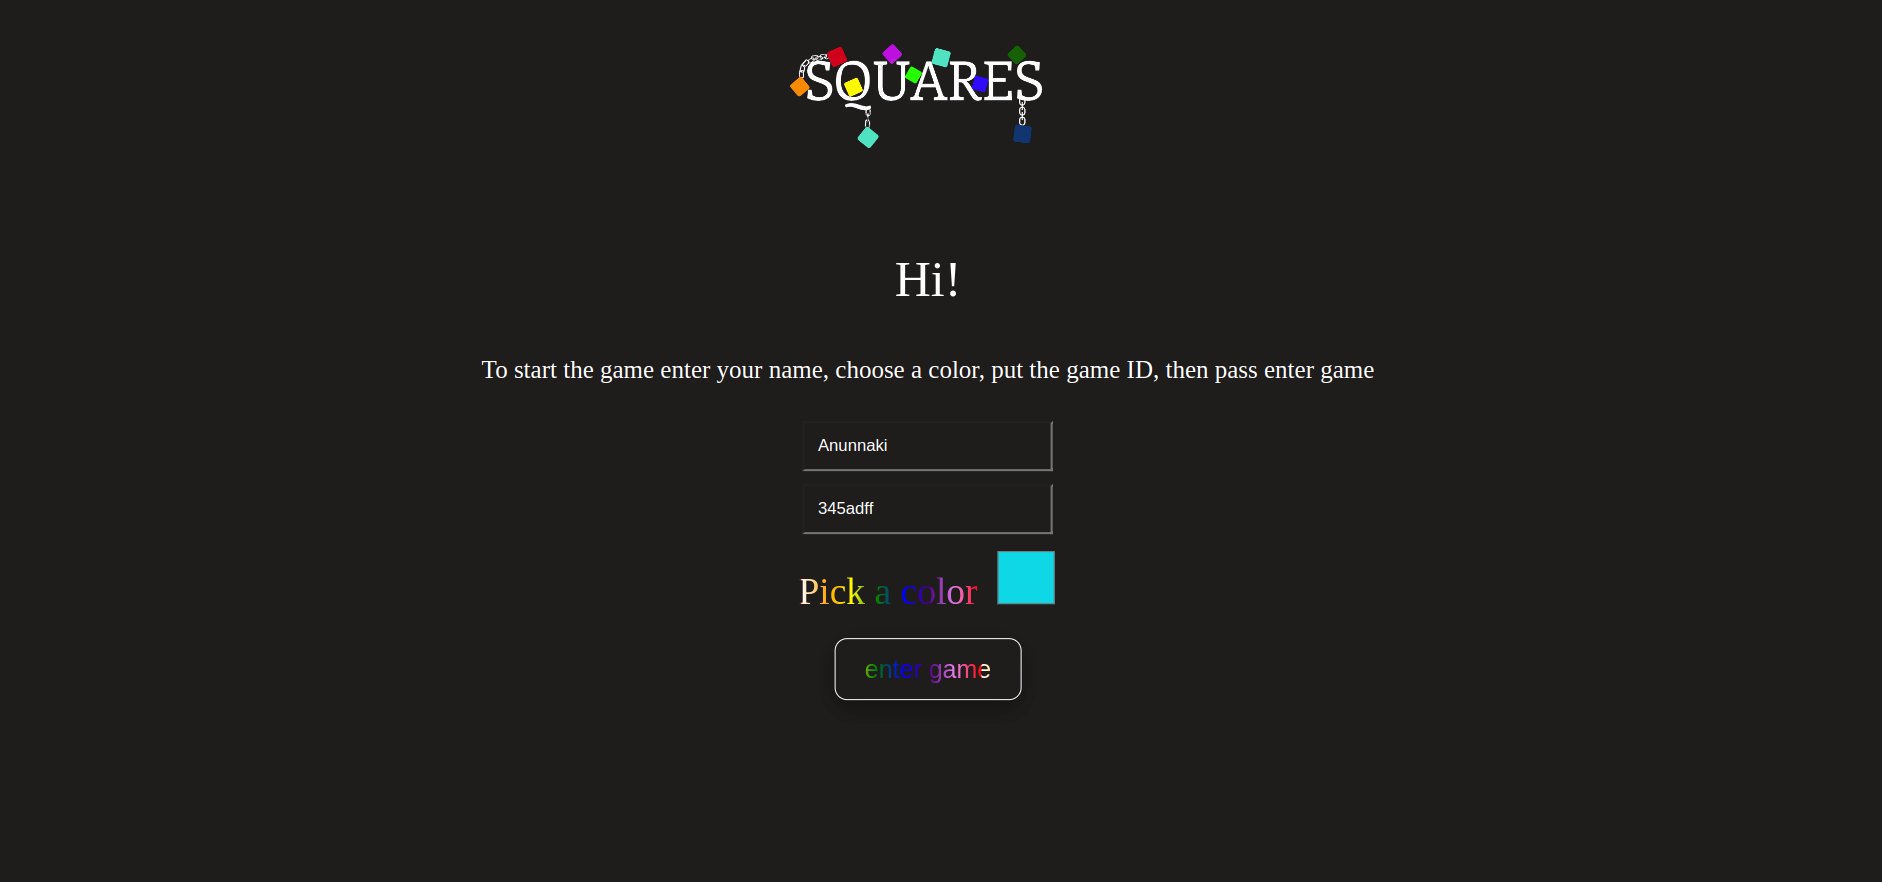 SQUARES
Hi!
To start the game enter your name, choose a color, put the game ID, then pass enter game
Anunnaki
345adff
Pick a color
enter game